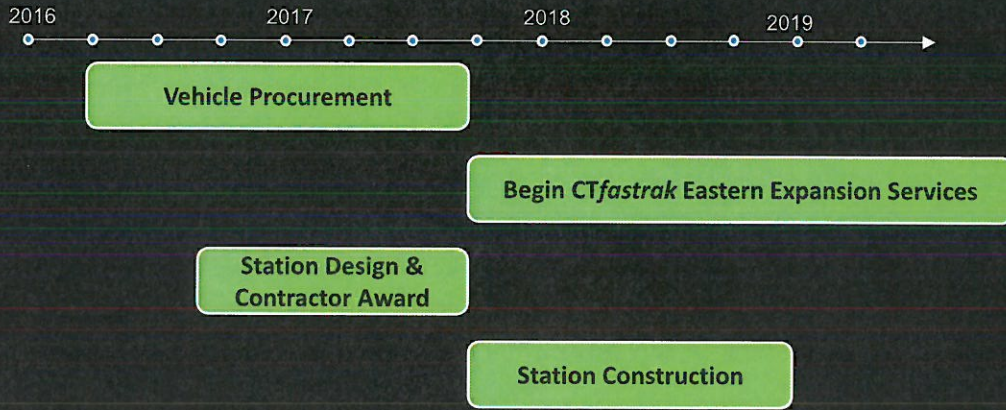 2016 2017 2018 2019
Vehicle Procurement
Begin CTfastrak Eastern Expansion Services
Station Design &
Contractor Award
Station Construction